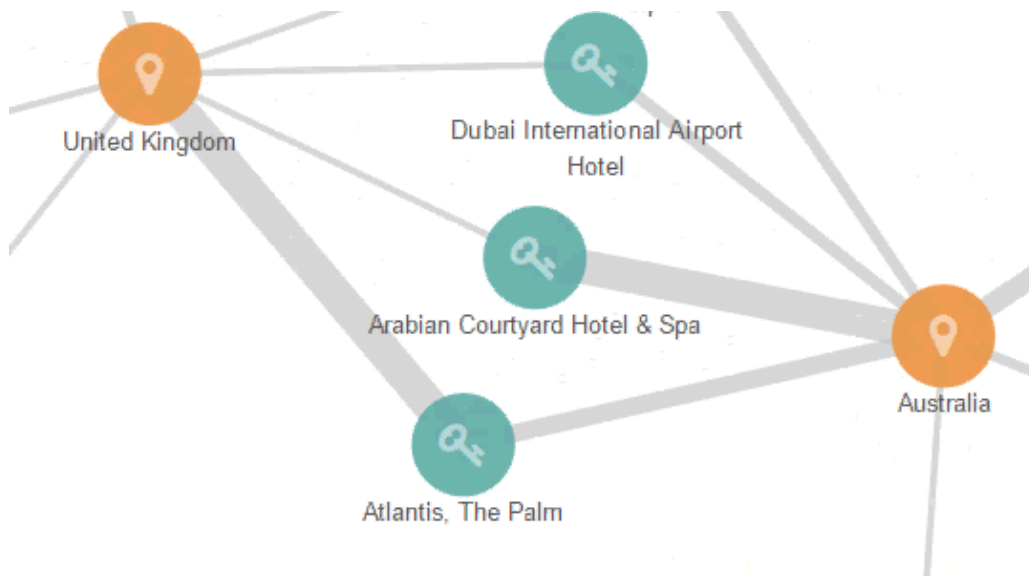 United Kingdom
Dubai International Airport
Hotel
Arabian Courtyard Hotel & Spa
Australia
Atlantis, The Palm